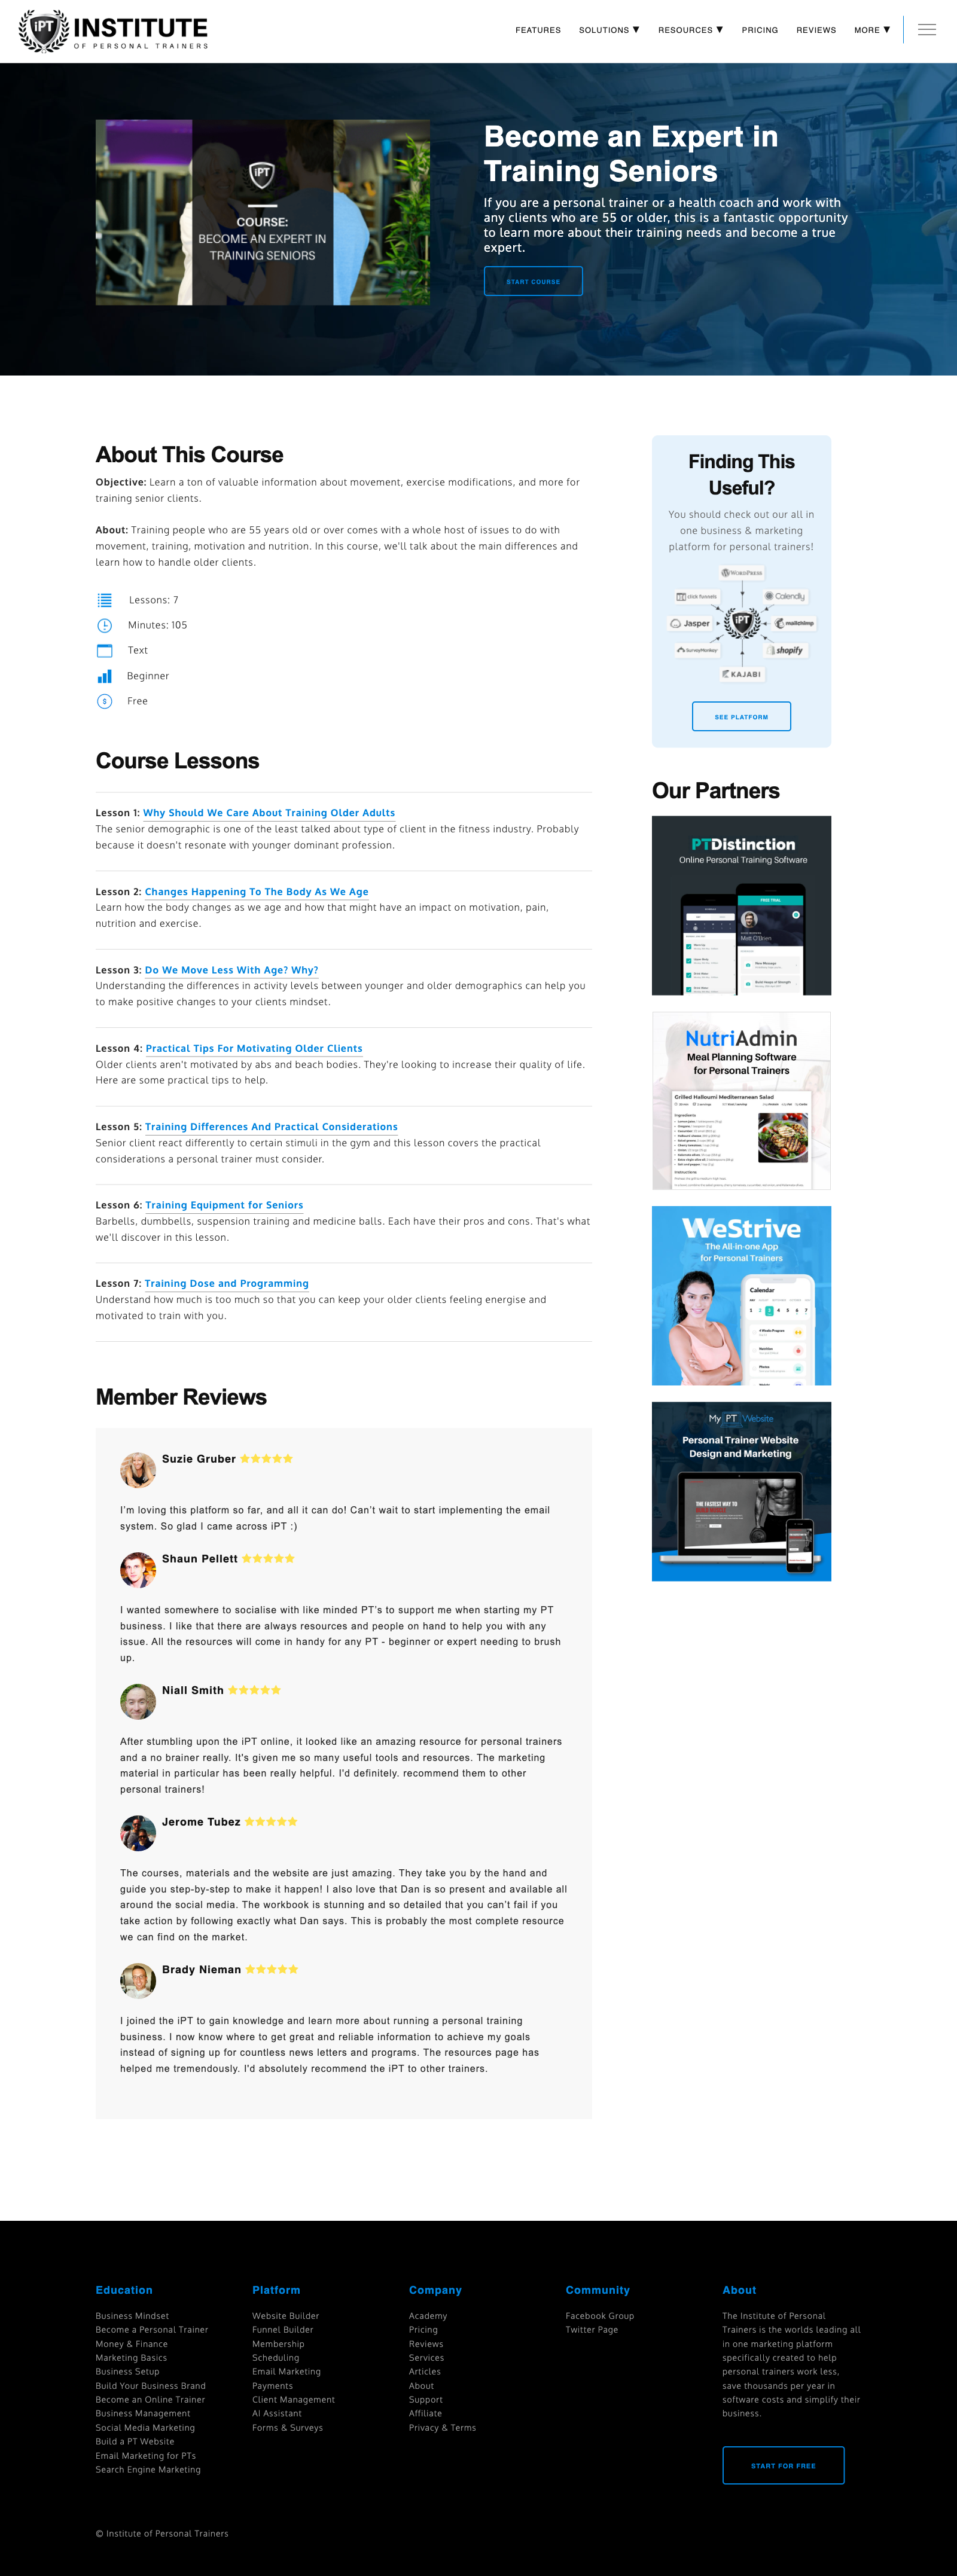 iPT
INSTITUTE
OF PERSONAL TRAINERS
FEATURES
SOLUTIONS ▼
RESOURCES ▼
PRICING
REVIEWS
MORE ▼
iPT
COURSE:
BECOME AN EXPERT IN
TRAINING SENIORS
Become an Expert in
Training Seniors
If you are a personal trainer or a health coach and work with
any clients who are 55 or older, this is a fantastic opportunity
to learn more about their training needs and become a true
expert.
START COURSE
About This Course
Objective: Learn a ton of valuable information about movement, exercise modifications, and more for
training senior clients.
About: Training people who are 55 years old or over comes with a whole host of issues to do with
movement, training, motivation and nutrition. In this course, we'll talk about the main differences and
learn how to handle older clients.
Lessons: 7
Minutes: 105
Text
Beginner
Free
Course Lessons
Lesson 1: Why Should We Care About Training Older Adults
The senior demographic is one of the least talked about type of client in the fitness industry. Probably
because it doesn't resonate with younger dominant profession.
Lesson 2: Changes Happening To The Body As We Age
Learn how the body changes as we age and how that might have an impact on motivation, pain,
nutrition and exercise.
Lesson 3: Do We Move Less With Age? Why?
Understanding the differences in activity levels between younger and older demographics can help you
to make positive changes to your clients mindset.
Lesson 4: Practical Tips For Motivating Older Clients
Older clients aren't motivated by abs and beach bodies. They're looking to increase their quality of life.
Here are some practical tips to help.
Lesson 5: Training Differences And Practical Considerations
Senior client react differently to certain stimuli in the gym and this lesson covers the practical
considerations a personal trainer must consider.
Lesson 6: Training Equipment for Seniors
Barbells, dumbbells, suspension training and medicine balls. Each have their pros and cons. That's what
we'll discover in this lesson.
Lesson 7: Training Dose and Programming
Understand how much is too much so that you can keep your older clients feeling energise and
motivated to train with you.
Member Reviews
Suzie Gruber
I'm loving this platform so far, and all it can do! Can't wait to start implementing the email
system. So glad I came across iPT :)
Shaun Pellett
I wanted somewhere to socialise with like minded PT's to support me when starting my PT
business. I like that there are always resources and people on hand to help you with any
issue. All the resources will come in handy for any PT - beginner or expert needing to brush
up.
Niall Smith
After stumbling upon the iPT online, it looked like an amazing resource for personal trainers
and a no brainer really. It's given me so many useful tools and resources. The marketing
material in particular has been really helpful. I'd definitely. recommend them to other
personal trainers!
Jerome Tubez
The courses, materials and the website are just amazing. They take you by the hand and
guide you step-by-step to make it happen! I also love that Dan is so present and available all
around the social media. The workbook is stunning and so detailed that you can't fail if you
take action by following exactly what Dan says. This is probably the most complete resource
we can find on the market.
Brady Nieman
I joined the iPT to gain knowledge and learn more about running a personal training
business. I now know where to get great and reliable information to achieve my goals
instead of signing up for countless news letters and programs. The resources page has
helped me tremendously. I'd absolutely recommend the iPT to other trainers.
Finding This
Useful?
You should check out our all in
one business & marketing
platform for personal trainers!
WORDPRESS
click funnels
Calendly
Jasper
iPT
mailchimp
SurveyMonkey
shopify
KAJABI
SEE PLATFORM
Our Partners
PTDistinction
Online Personal Training Software
FREE TRIAL
Matt O'Brien
NutriAdmin
Meal Planning Software
for Personal Trainers
Grilled Halloumi Mediterranean Salad
Ingredients
WeStrive
The All-in-one App
for Personal Trainers
Calendar
1 2 3 4 5 6 7
My PT Website
Personal Trainer Website
Design and Marketing
THE FASTEST WAY TO
Education
Business Mindset
Become a Personal Trainer
Money & Finance
Marketing Basics
Business Setup
Build Your Business Brand
Become an Online Trainer
Business Management
Social Media Marketing
Build a PT Website
Email Marketing for PTs
Search Engine Marketing
Platform
Website Builder
Funnel Builder
Membership
Scheduling
Email Marketing
Payments
Client Management
AI Assistant
Forms & Surveys
Company
Academy
Pricing
Reviews
Services
Articles
About
Support
Affiliate
Privacy & Terms
Community
Facebook Group
Twitter Page
About
The Institute of Personal
Trainers is the worlds leading all
in one marketing platform
specifically created to help
personal trainers work less,
save thousands per year in
software costs and simplify their
business.
START FOR FREE
© Institute of Personal Trainers